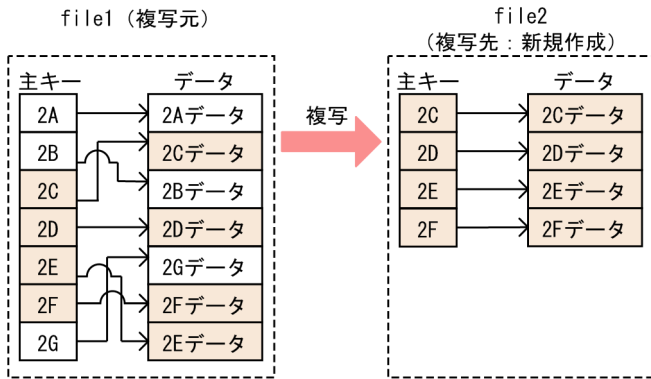 file1（複写元）
主キー
データ
2A
2B
2C
2D
2E
2F
2G
2Aデータ
2Cデータ
2Bデータ
2Dデータ
2Gデータ
2Fデータ
2Eデータ
複写
file2
（複写先：新規作成）
主キー
データ
2C
2D
2E
2F
2Cデータ
2Dデータ
2Eデータ
2Fデータ